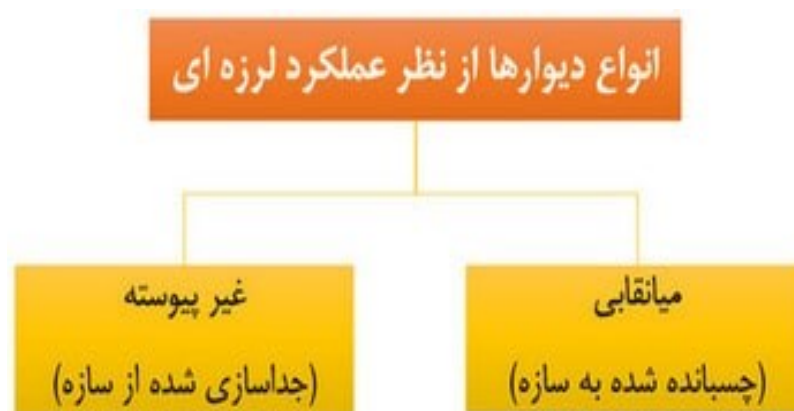 انواع دیوارها از نظر عملکرد لرزه ای
میانقابی
(چسبانده شده به سازه)
غیر پیوسته
(جداسازی شده از سازه)